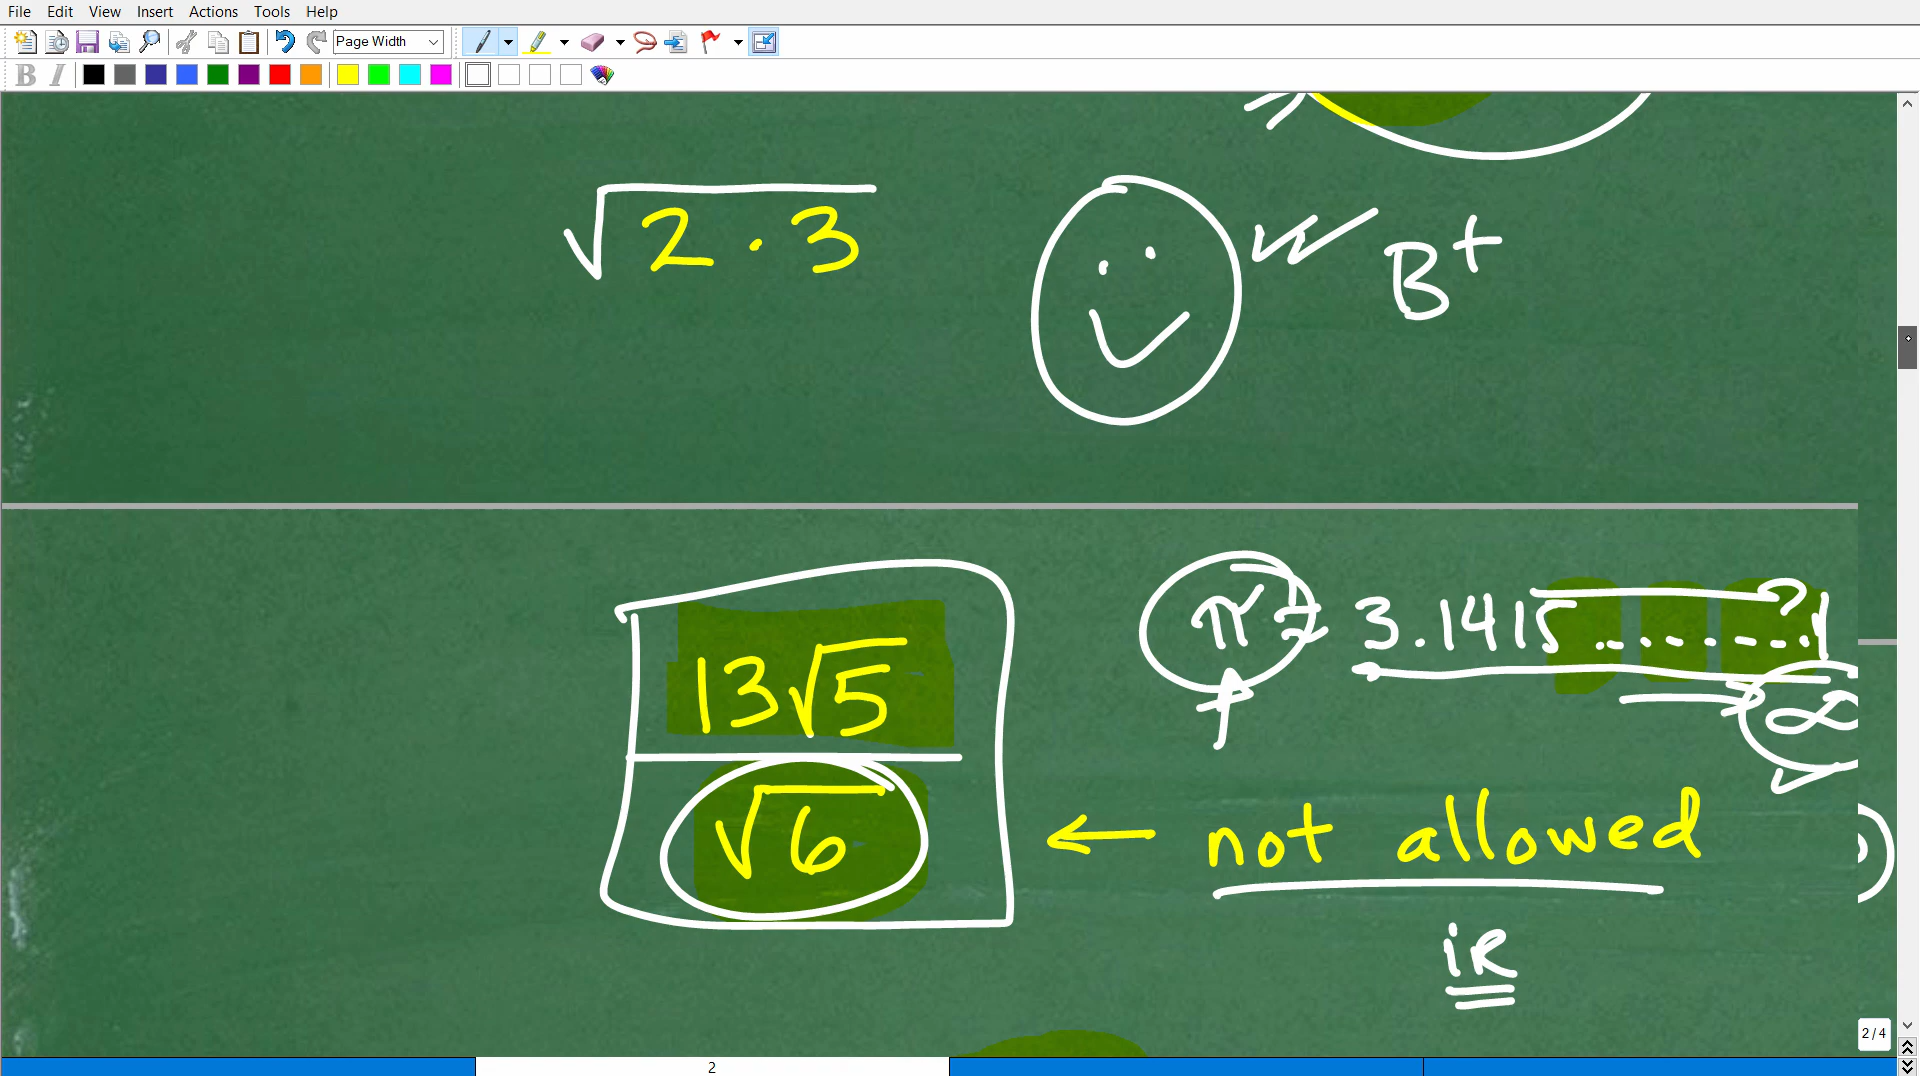 File Edit View Insert Actions Tools Help
Page Width
B I
√2 · 3
B+
13√5
√6
π = 3.1415.........
∞
← not allowed
iR
2 / 4
2